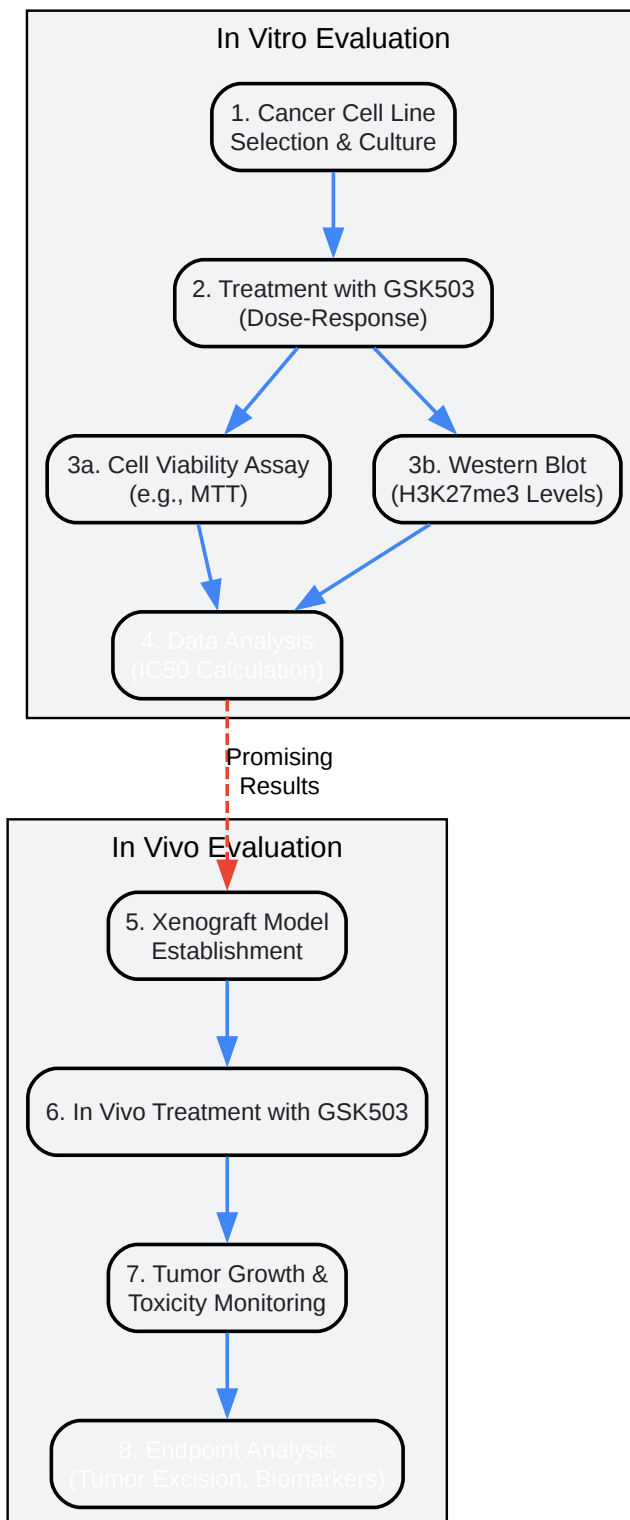 In Vitro Evaluation
1. Cancer Cell Line
Selection & Culture
2. Treatment with GSK503
(Dose-Response)
3a. Cell Viability Assay
(e.g., MTT)
3b. Western Blot
(H3K27me3 Levels)
4. Data Analysis
(IC50 Calculation)
Promising
Results
In Vivo Evaluation
5. Xenograft Model
Establishment
6. In Vivo Treatment with GSK503
7. Tumor Growth &
Toxicity Monitoring
8. Endpoint Analysis
(Tumor Excision, Biomarkers)